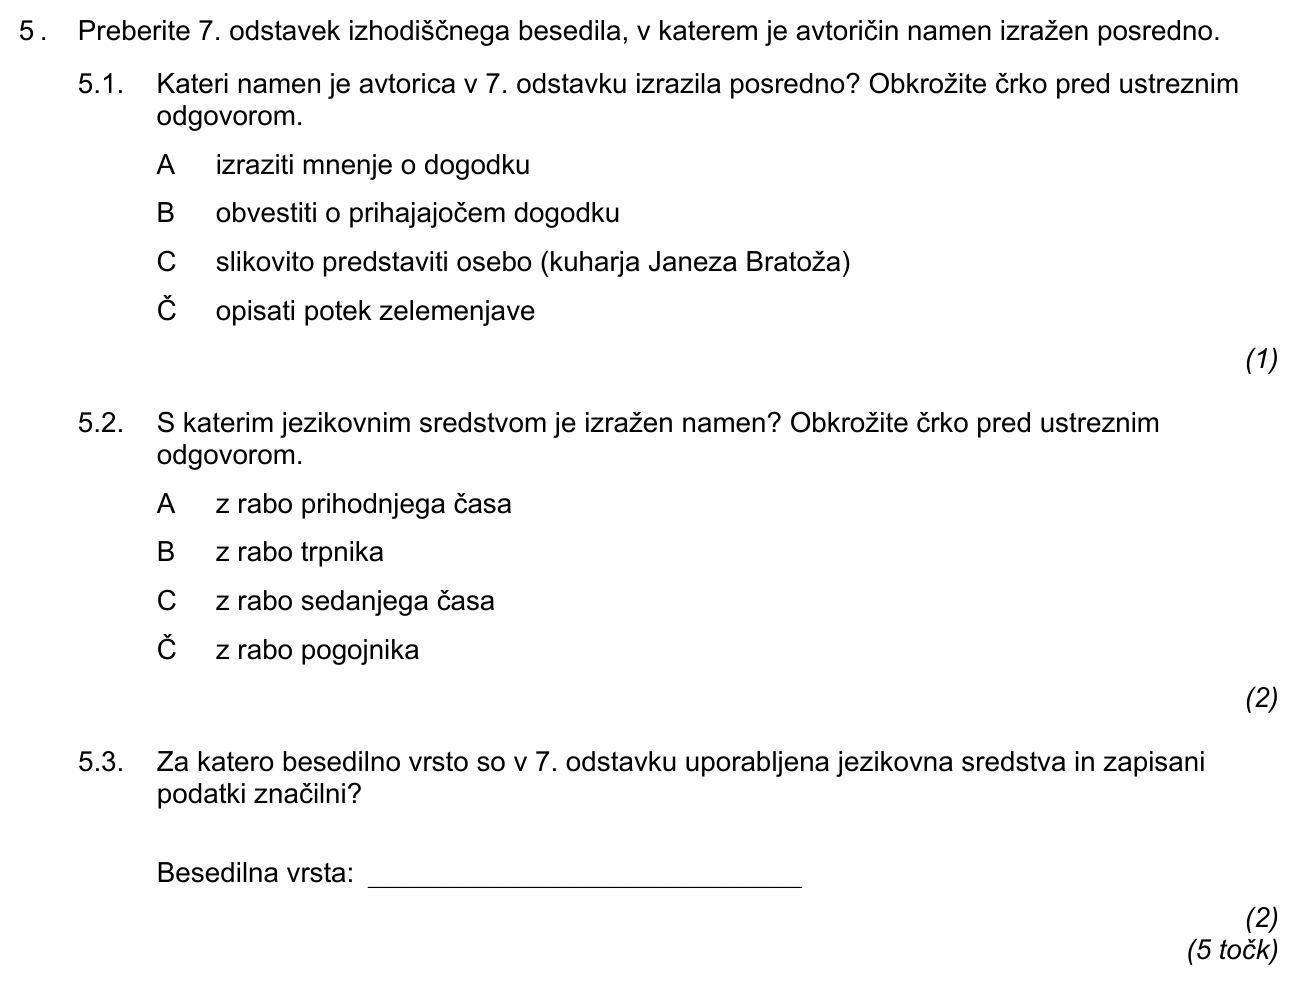 5. Preberite 7. odstavek izhodiščnega besedila, v katerem je avtoričin namen izražen posredno.
5.1. Kateri namen je avtorica v 7. odstavku izrazila posredno? Obkrožite črko pred ustreznim
odgovorom.
A izraziti mnenje o dogodku
B obvestiti o prihajajočem dogodku
C slikovito predstaviti osebo (kuharja Janeza Bratoža)
Č opisati potek zelemenjave
(1)
5.2. S katerim jezikovnim sredstvom je izražen namen? Obkrožite črko pred ustreznim
odgovorom.
A z rabo prihodnjega časa
B z rabo trpnika
C z rabo sedanjega časa
Č z rabo pogojnika
(2)
5.3. Za katero besedilno vrsto so v 7. odstavku uporabljena jezikovna sredstva in zapisani
podatki značilni?
Besedilna vrsta: ______________________________
(2)
(5 točk)